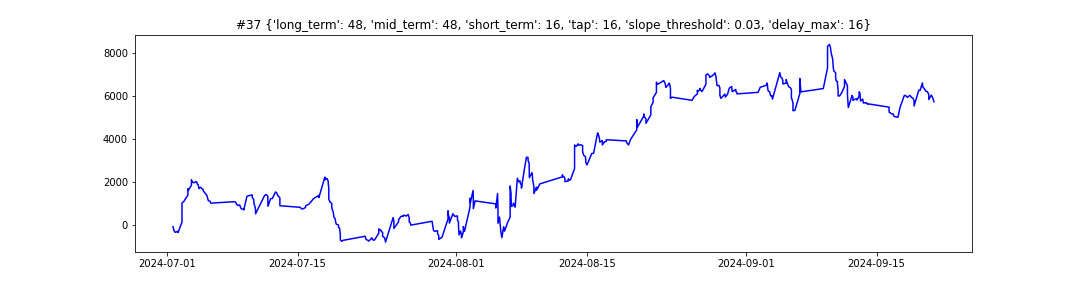 #37 {'long_term': 48, 'mid_term': 48, 'short_term': 16, 'tap': 16, 'slope_threshold': 0.03, 'delay_max': 16}
8000
6000
4000
2000
0
2024-07-01 2024-07-15 2024-08-01 2024-08-15 2024-09-01 2024-09-15